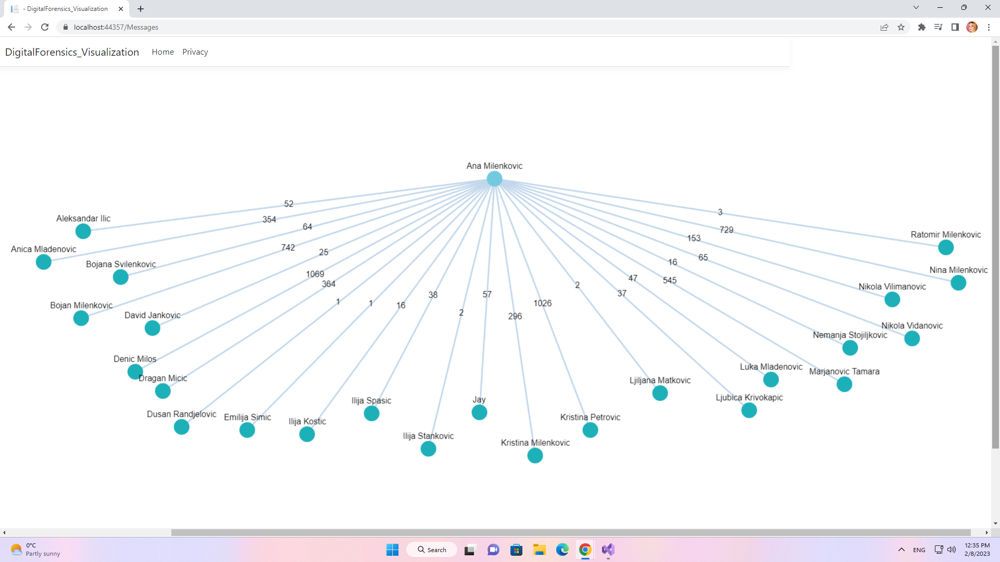 - DigitalForensics_Visualization
localhost:44357/Messages
DigitalForensics_Visualization Home Privacy
Ana Milenkovic
52
3
Aleksandar Ilic
354
64
729
Ratomir Milenkovic
153
Anica Mladenovic
742
25
65
Bojana Svilenkovic
16
Nina Milenkovic
1069
47
545
364
Nikola Vilimanovic
2
38
57
37
Bojan Milenkovic
1
1
16
1026
David Jankovic
2
296
Nikola Vidanovic
Nemanja Stojiljkovic
Denic Milos
Luka Mladenovic
Marjanovic Tamara
Dragan Micic
Ljiljana Matkovic
Ilija Spasic
Jay
Ljubica Krivokapic
Dusan Randjelovic
Emilija Simic
Ilija Kostic
Kristina Petrovic
Ilija Stankovic
Kristina Milenkovic
0°C
Partly sunny
Search
ENG
12:35 PM
2/8/2023